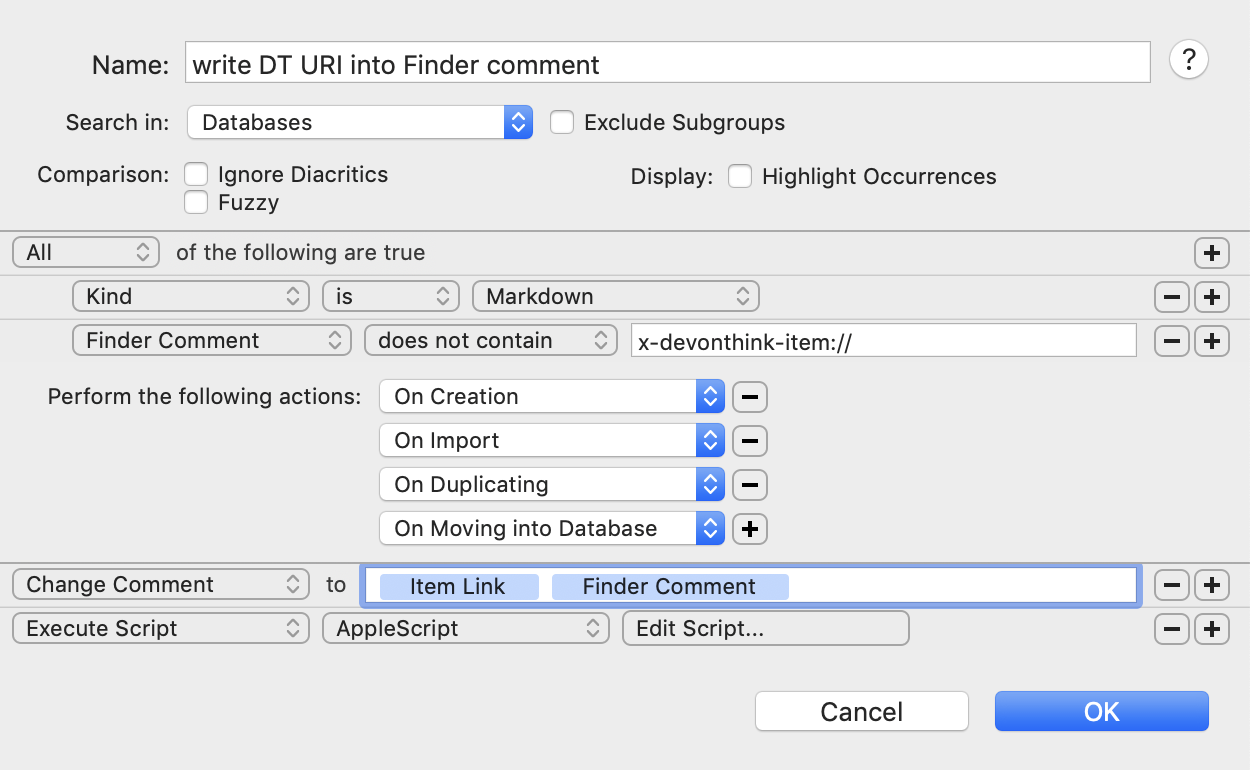 Name: write DT URI into Finder comment ?
Search in: Databases Exclude Subgroups
Comparison: Ignore Diacritics Display: Highlight Occurrences
Fuzzy
All of the following are true
Kind is Markdown
Finder Comment does not contain x-devonthink-item://
Perform the following actions: On Creation
On Import
On Duplicating
On Moving into Database
Change Comment to Item Link Finder Comment
Execute Script AppleScript Edit Script...
Cancel OK